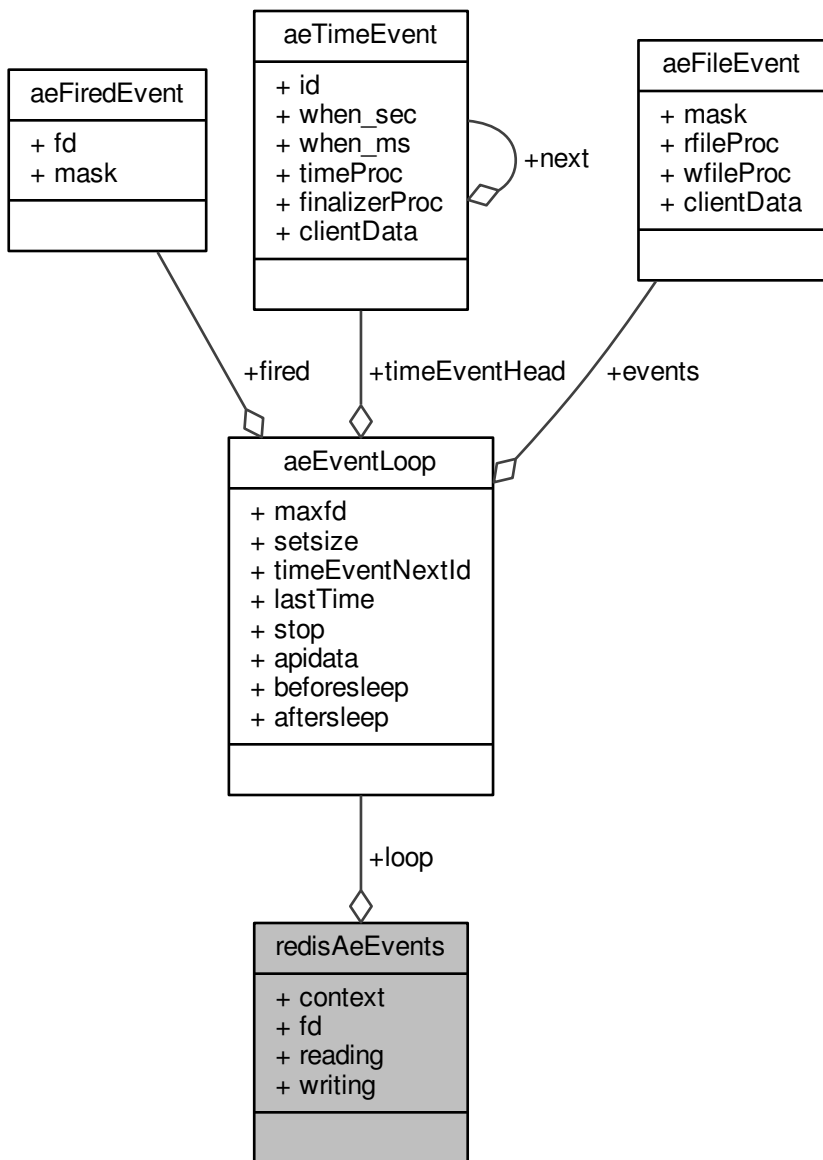 aeTimeEvent
+ id
+ when_sec
+ when_ms
+ timeProc
+ finalizerProc
+ clientData
+next
aeFiredEvent
+ fd
+ mask
aeFileEvent
+ mask
+ rfileProc
+ wfileProc
+ clientData
+fired
+timeEventHead
+events
aeEventLoop
+ maxfd
+ setsize
+ timeEventNextId
+ lastTime
+ stop
+ apidata
+ beforesleep
+ aftersleep
+loop
redisAeEvents
+ context
+ fd
+ reading
+ writing